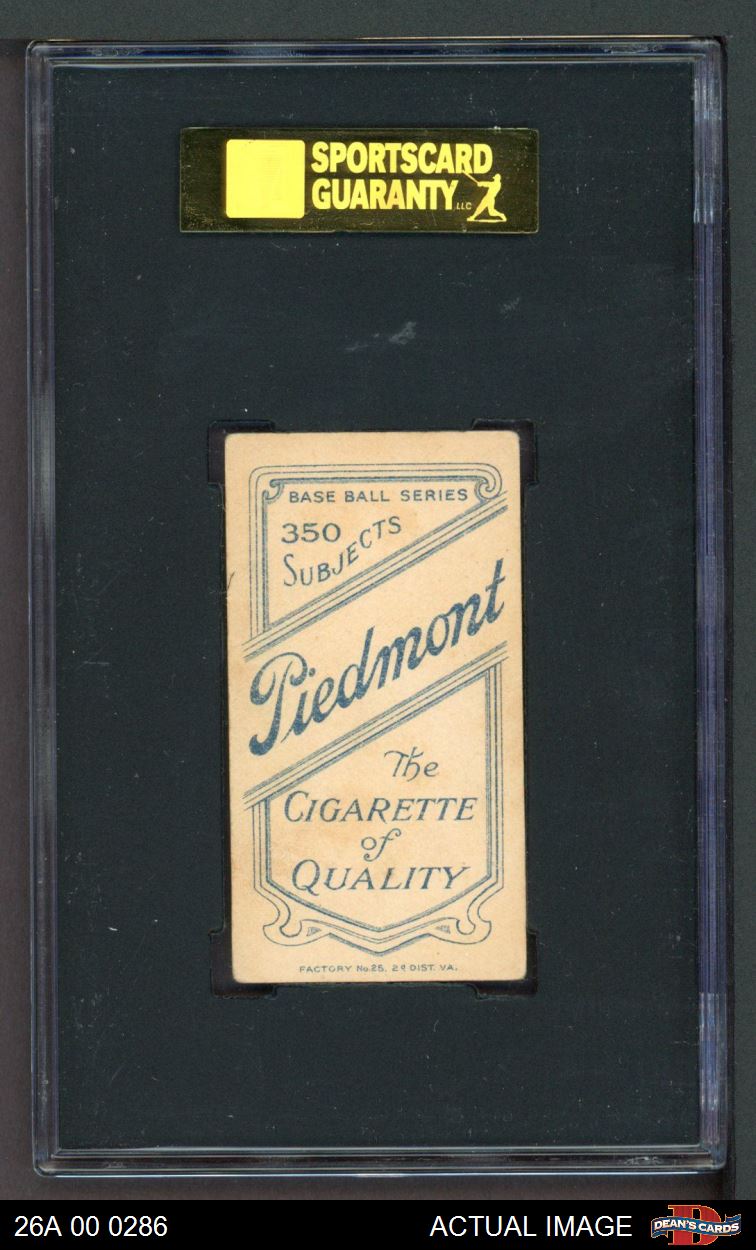 SPORTSCARD
GUARANTY LLC
BASE BALL SERIES
350
SUBJECTS
Piedmont
The
CIGARETTE
of
QUALITY
FACTORY No. 25, 2d DIST. VA.
26A 00 0286
ACTUAL IMAGE
DEAN'S CARDS